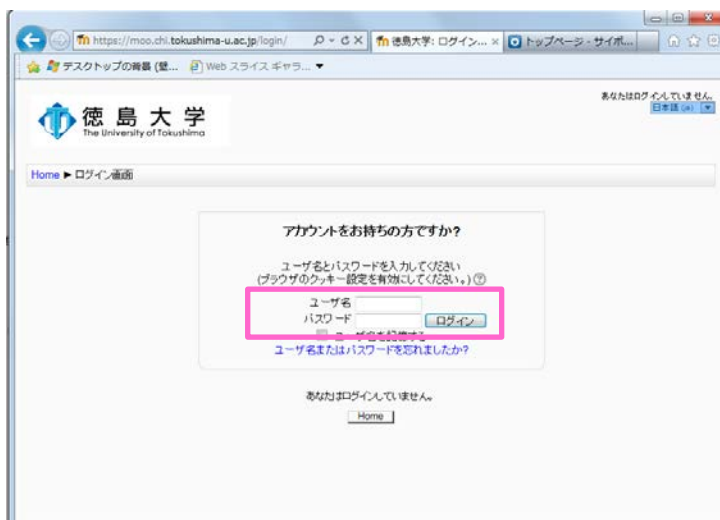 https://moo.chi.tokushima-u.ac.jp/login/
徳島大学: ログイン...
トップページ - サイボ...
デスクトップの背景 (壁...
Web スライス ギャラ...
あなたはログインしていません。
日本語 (ja)
徳島大学
The University of Tokushima
Home ► ログイン画面
アカウントをお持ちの方ですか?
ユーザ名とパスワードを入力してください
(ブラウザのクッキー設定を有効にしてください。)
ユーザ名
パスワード
ログイン
ユーザ名を記憶する
ユーザ名またはパスワードを忘れましたか?
あなたはログインしていません。
Home